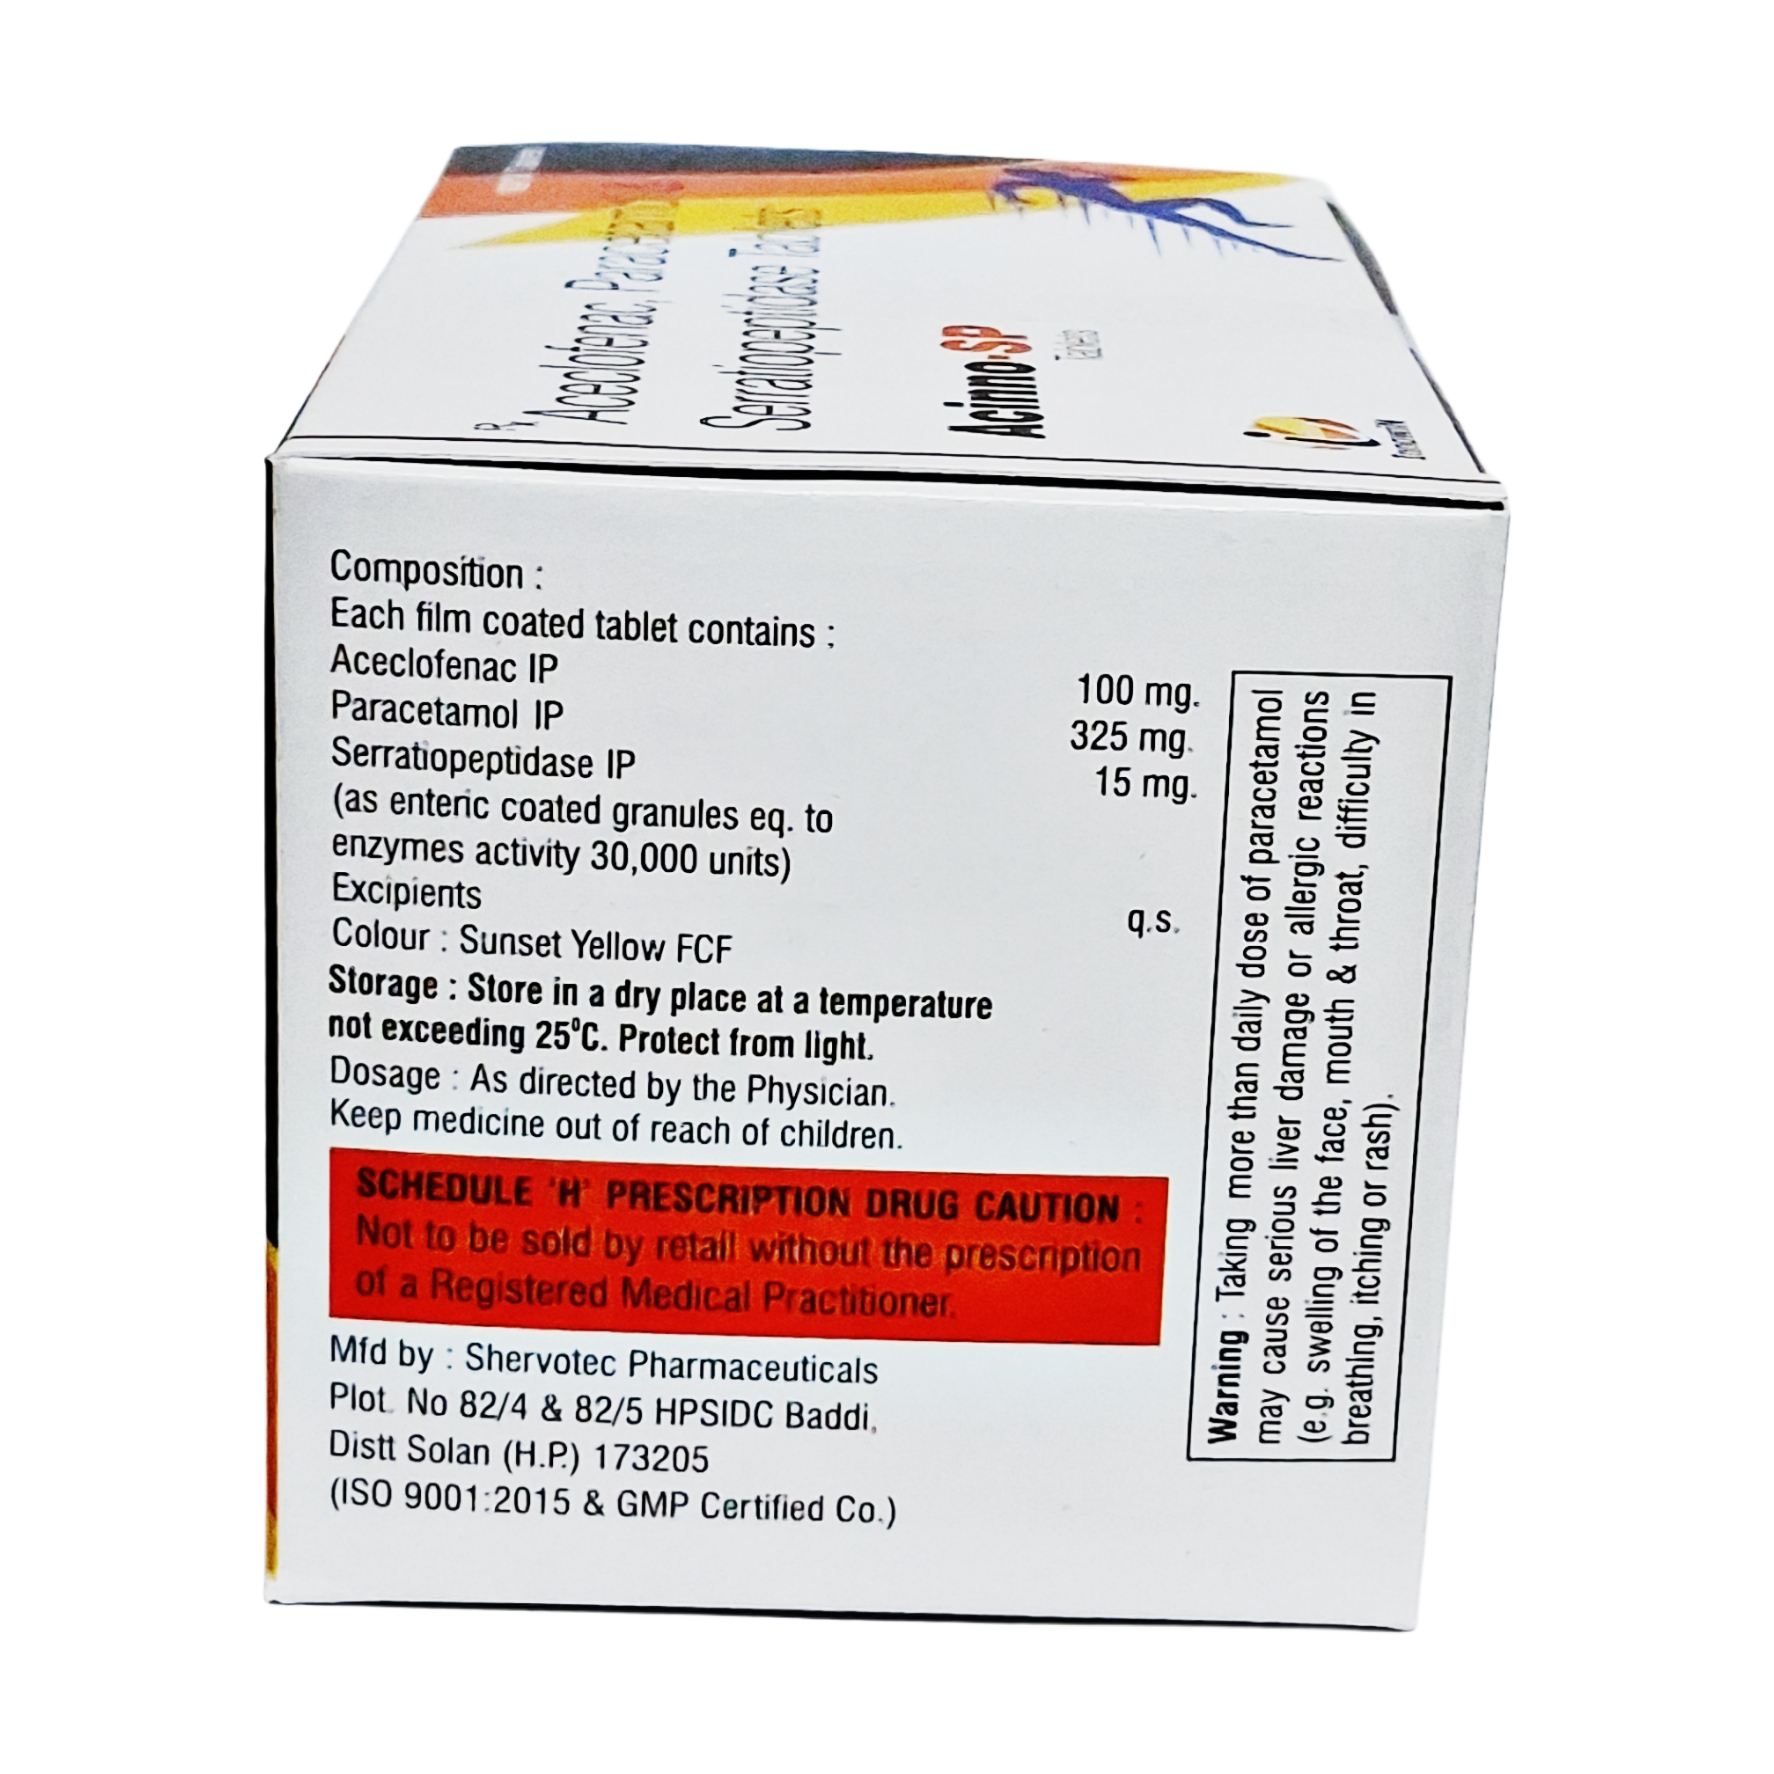 Rx Aceclofenac, Paracetamol &
Serratiopeptidase Tablets
Acinno-SP
Tablets
Composition :
Each film coated tablet contains :
Aceclofenac IP 100 mg.
Paracetamol IP 325 mg.
Serratiopeptidase IP 15 mg.
(as enteric coated granules eq. to
enzymes activity 30,000 units)
Excipients q.s.
Colour : Sunset Yellow FCF
Storage : Store in a dry place at a temperature
not exceeding 25°C. Protect from light.
Dosage : As directed by the Physician.
Keep medicine out of reach of children.
SCHEDULE 'H' PRESCRIPTION DRUG CAUTION :
Not to be sold by retail without the prescription
of a Registered Medical Practitioner.
Mfd by : Shervotec Pharmaceuticals
Plot. No 82/4 & 82/5 HPSIDC Baddi,
Distt Solan (H.P.) 173205
(ISO 9001:2015 & GMP Certified Co.)
Warning : Taking more than daily dose of paracetamol
may cause serious liver damage or allergic reactions
(e.g. swelling of the face, mouth & throat, difficulty in
breathing, itching or rash).